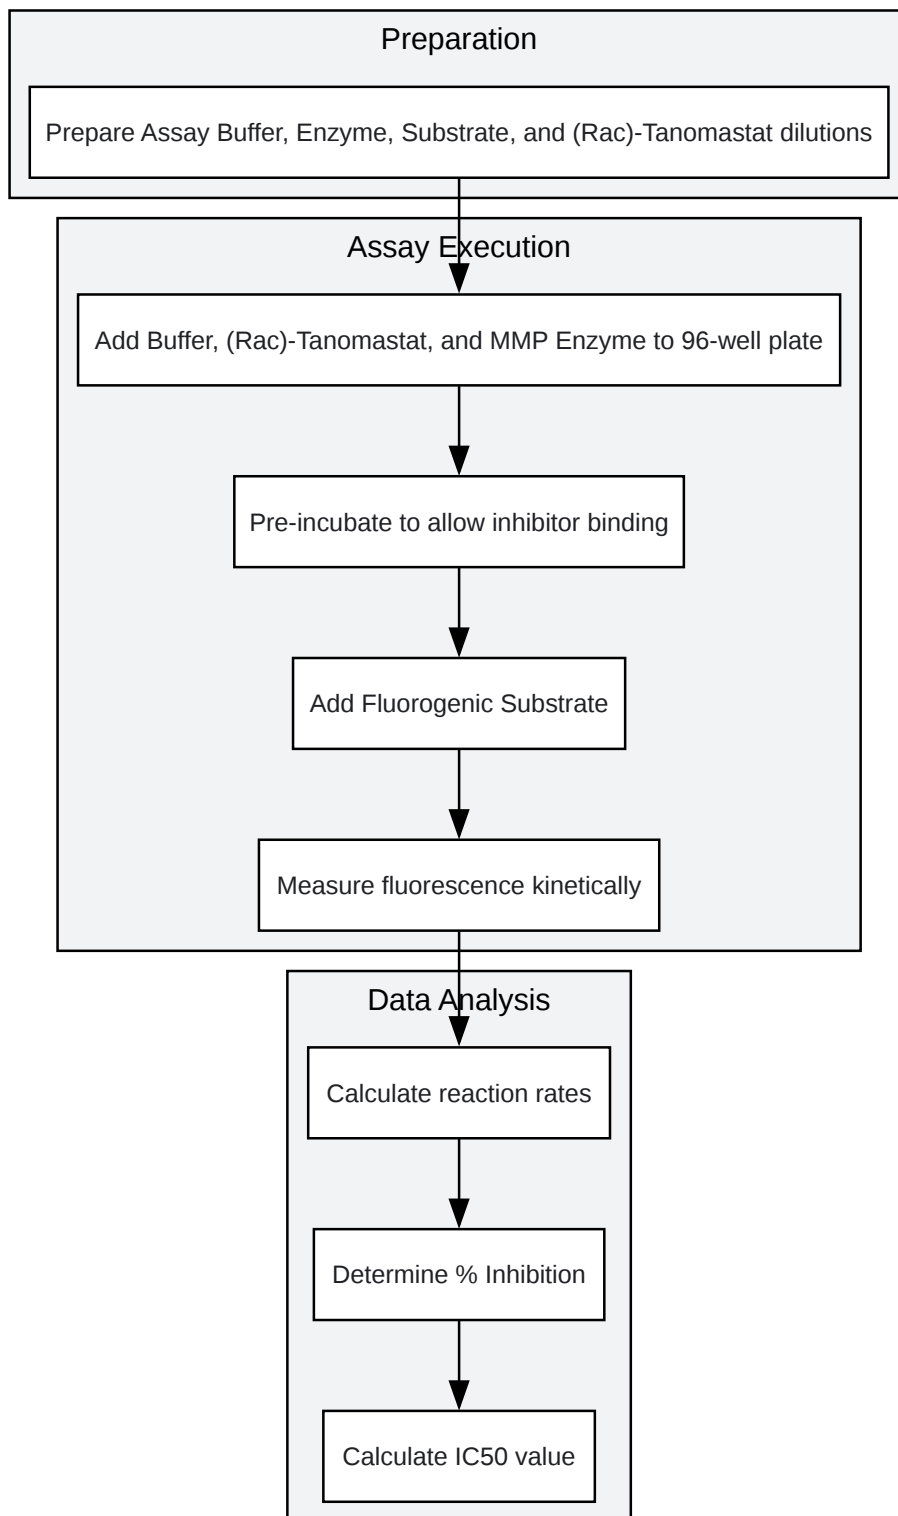 Preparation
Prepare Assay Buffer, Enzyme, Substrate, and (Rac)-Tanomastat dilutions
Assay Execution
Add Buffer, (Rac)-Tanomastat, and MMP Enzyme to 96-well plate
Pre-incubate to allow inhibitor binding
Add Fluorogenic Substrate
Measure fluorescence kinetically
Data Analysis
Calculate reaction rates
Determine % Inhibition
Calculate IC50 value